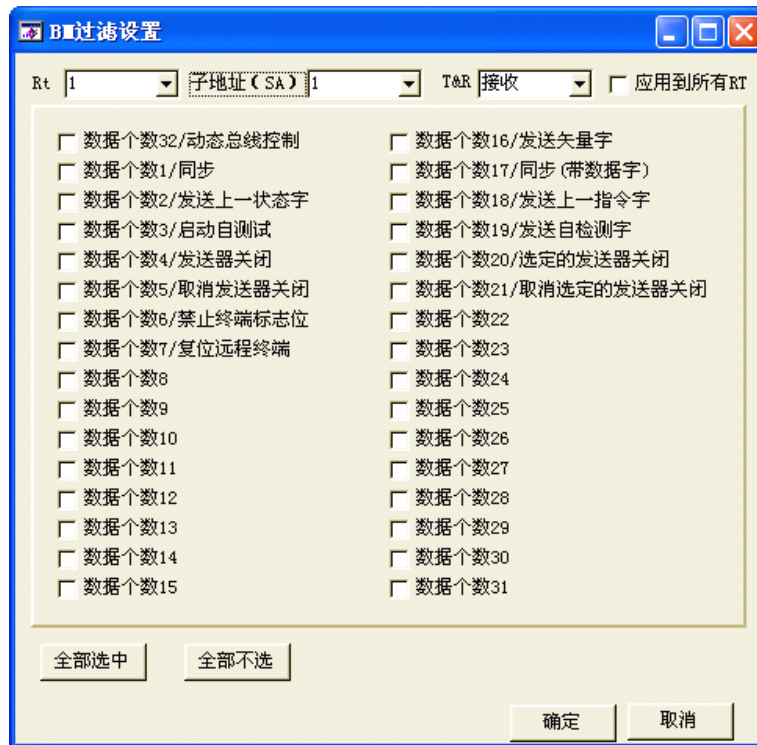 BM过滤设置
Rt 1 子地址(SA) 1 T&R 接收 应用到所有RT
数据个数32/动态总线控制
数据个数1/同步
数据个数2/发送上一状态字
数据个数3/启动自测试
数据个数4/发送器关闭
数据个数5/取消发送器关闭
数据个数6/禁止终端标志位
数据个数7/复位远程终端
数据个数8
数据个数9
数据个数10
数据个数11
数据个数12
数据个数13
数据个数14
数据个数15
数据个数16/发送矢量字
数据个数17/同步(带数据字)
数据个数18/发送上一指令字
数据个数19/发送自检测字
数据个数20/选定的发送器关闭
数据个数21/取消选定的发送器关闭
数据个数22
数据个数23
数据个数24
数据个数25
数据个数26
数据个数27
数据个数28
数据个数29
数据个数30
数据个数31
全部选中 全部不选
确定 取消